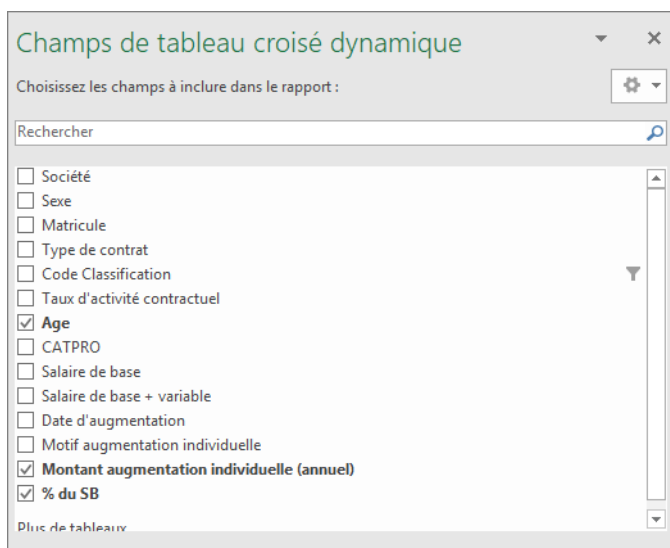 Champs de tableau croisé dynamique
Choisissez les champs à inclure dans le rapport :
Rechercher
Société
Sexe
Matricule
Type de contrat
Code Classification
Taux d'activité contractuel
Age
CATPRO
Salaire de base
Salaire de base + variable
Date d'augmentation
Motif augmentation individuelle
Montant augmentation individuelle (annuel)
% du SB
Plus de tableaux